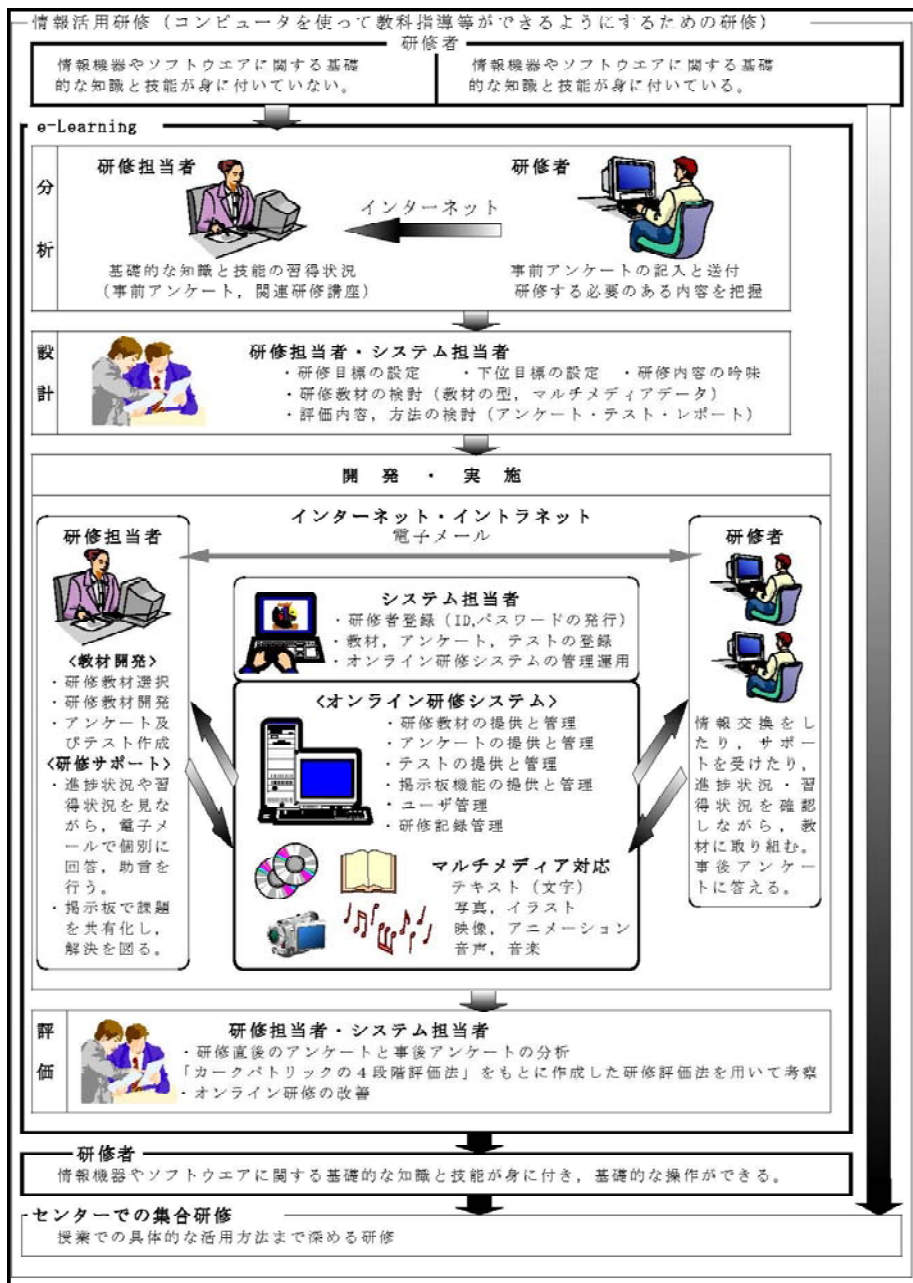 情報活用研修（コンピュータを使って教科指導等ができるようにするための研修）
研修者
情報機器やソフトウエアに関する基礎
的な知識と技能が身に付いていない。
情報機器やソフトウエアに関する基礎
的な知識と技能が身に付いている。
e-Learning
分析
研修担当者
研修者
インターネット
基礎的な知識と技能の習得状況
（事前アンケート，関連研修講座）
事前アンケートの記入と送付
研修する必要のある内容を把握
設計
研修担当者・システム担当者
・研修目標の設定　・下位目標の設定　・研修内容の吟味
・研修教材の検討（教材の型，マルチメディアデータ）
・評価内容，方法の検討（アンケート・テスト・レポート）
開発・実施
インターネット・イントラネット
電子メール
研修担当者
<教材開発>
・研修教材選択
・研修教材開発
・アンケート及
びテスト作成
<研修サポート>
・進捗状況や習
得状況を見な
がら，電子メ
ールで個別に
回答，助言を
行う。
・掲示板で課題
を共有化し，
解決を図る。
システム担当者
・研修者登録（ID,パスワードの発行）
・教材，アンケート，テストの登録
・オンライン研修システムの管理運用
<オンライン研修システム>
・研修教材の提供と管理
・アンケートの提供と管理
・テストの提供と管理
・掲示板機能の提供と管理
・ユーザ管理
・研修記録管理
マルチメディア対応
テキスト（文字）
写真，イラスト
映像，アニメーション
音声，音楽
研修者
情報交換をし
たり，サポート
を受けたり，
進捗状況・習
得状況を確認
しながら，教
材に取り組む。
事後アンケー
トに答える。
評価
研修担当者・システム担当者
・研修直後のアンケートと事後アンケートの分析
「カークパトリックの４段階評価法」をもとに作成した研修評価法を用いて考察
・オンライン研修の改善
研修者
情報機器やソフトウエアに関する基礎的な知識と技能が身に付き，基礎的な操作ができる。
センターでの集合研修
授業での具体的な活用方法まで深める研修